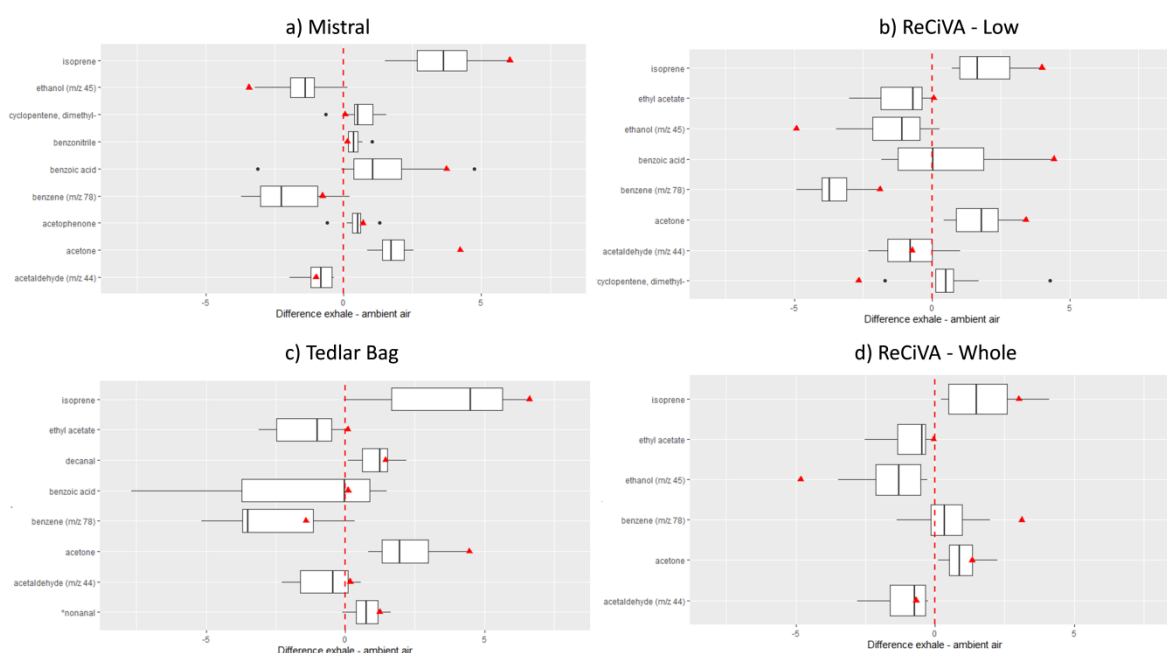 a) Mistral
isoprene
ethanol (m/z 45)
cyclopentene, dimethyl-
benzonitrile
benzoic acid
benzene (m/z 78)
acetophenone
acetone
acetaldehyde (m/z 44)
-5
0
5
Difference exhale - ambient air
b) ReCiVA - Low
isoprene
ethyl acetate
ethanol (m/z 45)
benzoic acid
benzene (m/z 78)
acetone
acetaldehyde (m/z 44)
cyclopentene, dimethyl-
-5
0
5
Difference exhale - ambient air
c) Tedlar Bag
isoprene
ethyl acetate
decanal
benzoic acid
benzene (m/z 78)
acetone
acetaldehyde (m/z 44)
*nonanal
-5
0
5
Difference exhale - ambient air
d) ReCiVA - Whole
isoprene
ethyl acetate
ethanol (m/z 45)
benzene (m/z 78)
acetone
acetaldehyde (m/z 44)
-5
0
5
Difference exhale - ambient air